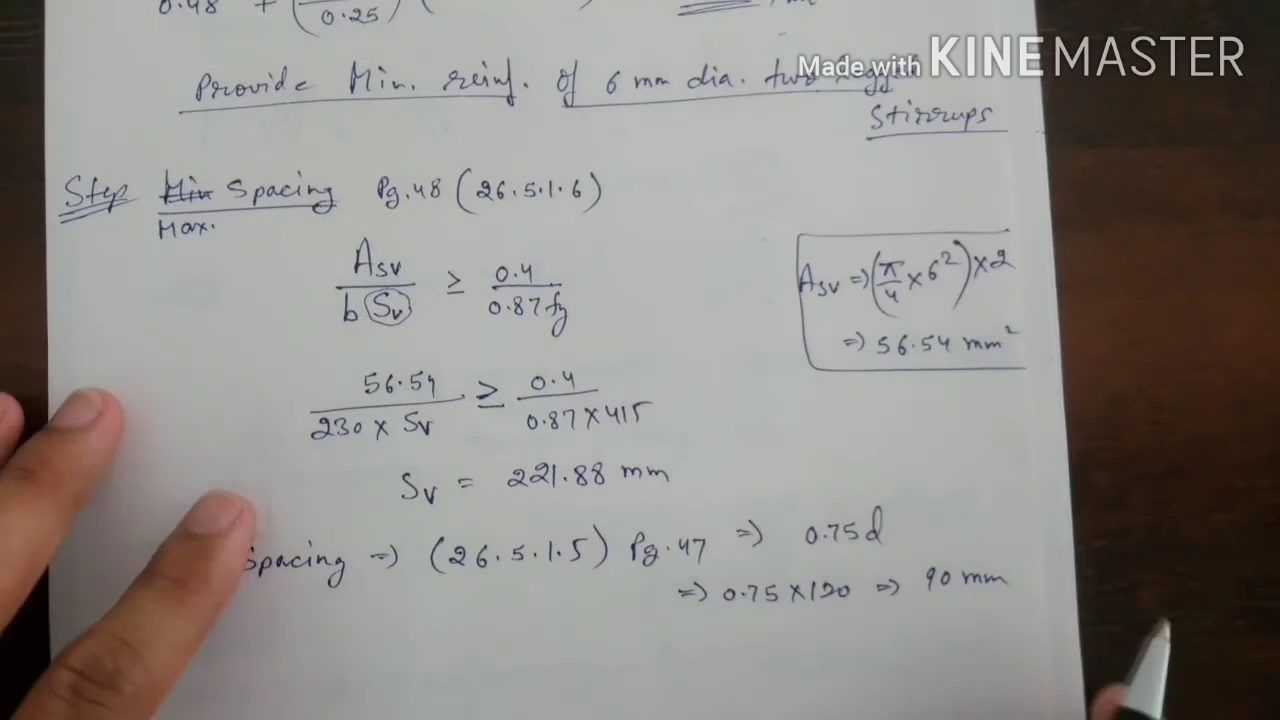 0.48 + ( 0.25 ) (
Made with KINEMASTER
Provide Min. reinf. of 6 mm dia. two
Stirrups
Step Min Spacing Pg.48 (26.5.1.6)
Max.
Asv / b Sv ≥ 0.4 / 0.87 fy
Asv => (π/4 × 6²) × 2
=> 56.54 mm²
56.54 / 230 × Sv ≥ 0.4 / 0.87 × 415
Sv = 221.88 mm
Spacing => (26.5.1.5) Pg.47 => 0.75d
=> 0.75 × 120 => 90 mm